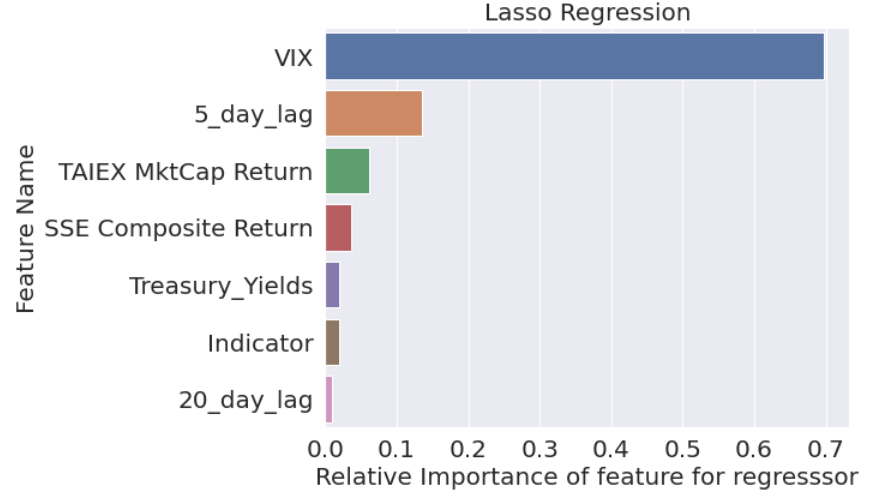 Lasso Regression
Feature Name
VIX
5_day_lag
TAIEX MktCap Return
SSE Composite Return
Treasury_Yields
Indicator
20_day_lag
0.0 0.1 0.2 0.3 0.4 0.5 0.6 0.7
Relative Importance of feature for regresssor